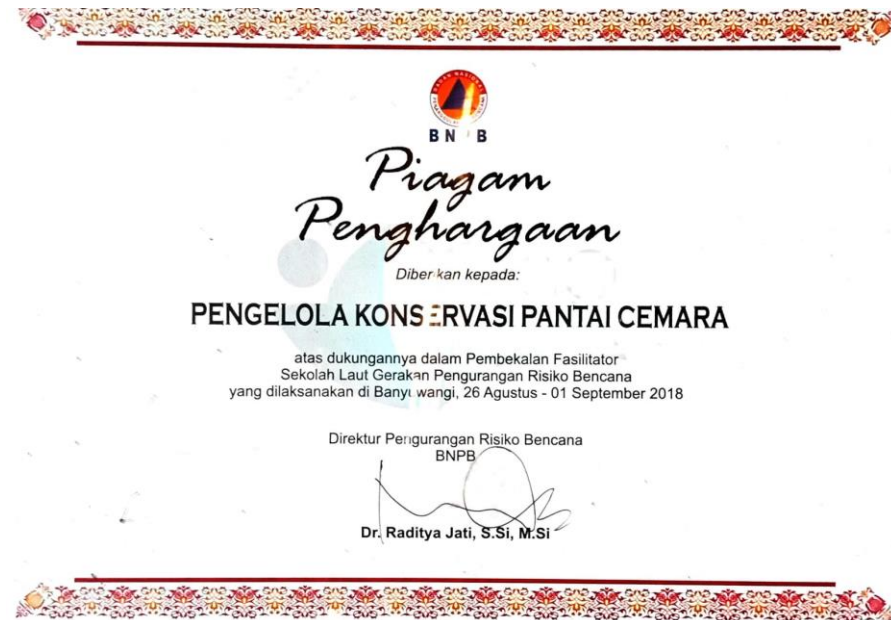 BNPB
Piagam
Penghargaan
Diberikan kepada:
PENGELOLA KONSERVASI PANTAI CEMARA
atas dukungannya dalam Pembekalan Fasilitator
Sekolah Laut Gerakan Pengurangan Risiko Bencana
yang dilaksanakan di Banyuwangi, 26 Agustus - 01 September 2018
Direktur Pengurangan Risiko Bencana
BNPB
Dr. Raditya Jati, S.Si, M.Si